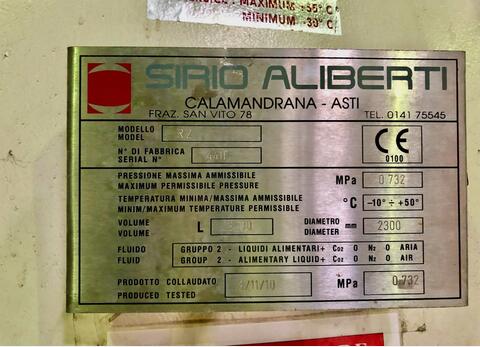 MAXIMUM : 55°C
MINIMUM : -30°C
SIRIO ALIBERTI
CALAMANDRANA - ASTI
FRAZ. SAN VITO 78 TEL. 0141 75545
MODELLO
MODEL
N° DI FABBRICA
SERIAL N°
CE
0100
PRESSIONE MASSIMA AMMISSIBILE
MAXIMUM PERMISSIBLE PRESSURE
MPa 0.732
TEMPERATURA MINIMA/MASSIMA AMMISSIBILE
MIN/MAXIMUM TEMPERATURE PERMISSIBLE
°C -10° ÷ +50°
VOLUME
VOLUME
L
DIAMETRO
DIAMETER
mm 2300
FLUIDO GRUPPO 2 - LIQUIDI ALIMENTARI+ Co2 O N2 O ARIA
FLUID GROUP 2 - ALIMENTARY LIQUID+ Co2 O N2 O AIR
PRODOTTO COLLAUDATO
PRODUCED TESTED
/11/10
MPa 0.732